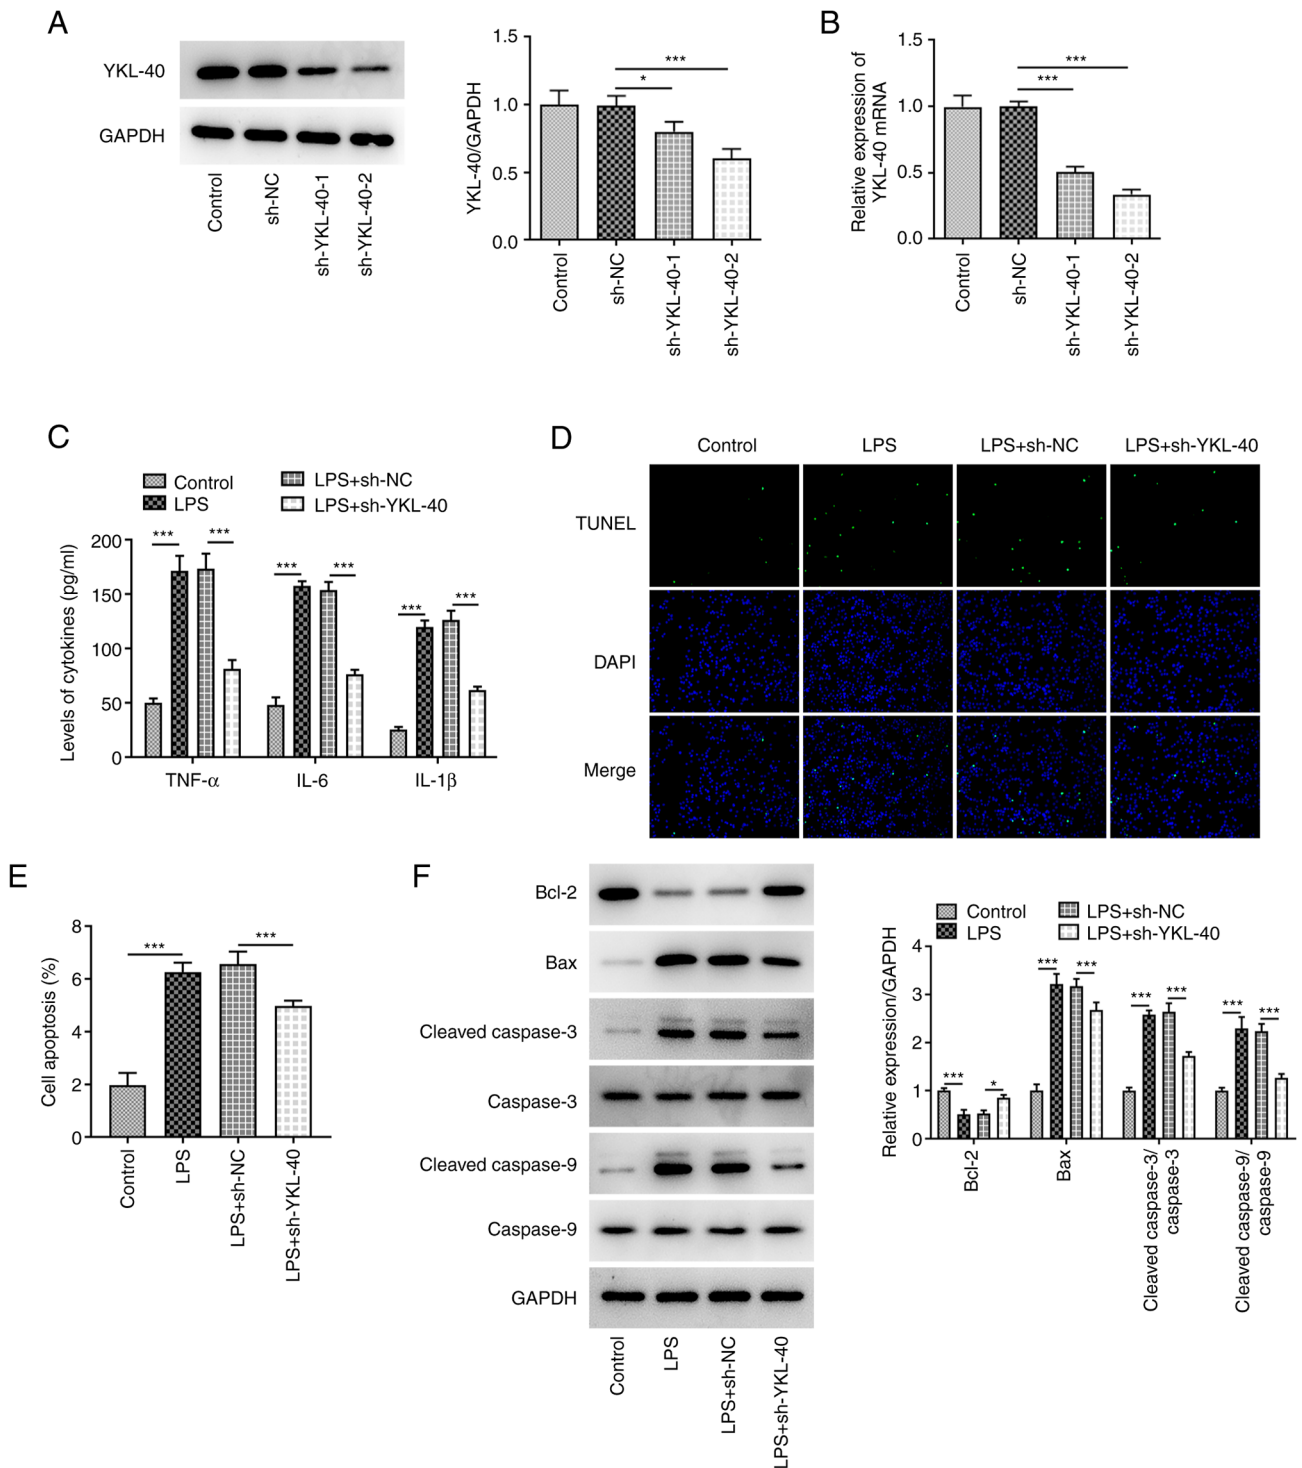 A
YKL-40
GAPDH
Control
sh-NC
sh-YKL-40-1
sh-YKL-40-2
YKL-40/GAPDH
1.5
1.0
0.5
0.0
*
***
Control
sh-NC
sh-YKL-40-1
sh-YKL-40-2
B
Relative expression of
YKL-40 mRNA
1.5
1.0
0.5
0.0
***
***
Control
sh-NC
sh-YKL-40-1
sh-YKL-40-2
C
Control
LPS
LPS+sh-NC
LPS+sh-YKL-40
Levels of cytokines (pg/ml)
200
150
100
50
0
***
***
***
***
***
***
TNF-α
IL-6
IL-1β
D
Control
LPS
LPS+sh-NC
LPS+sh-YKL-40
TUNEL
DAPI
Merge
E
Cell apoptosis (%)
8
6
4
2
0
***
***
Control
LPS
LPS+sh-NC
LPS+sh-YKL-40
F
Bcl-2
Bax
Cleaved caspase-3
Caspase-3
Cleaved caspase-9
Caspase-9
GAPDH
Control
LPS
LPS+sh-NC
LPS+sh-YKL-40
Control
LPS
LPS+sh-NC
LPS+sh-YKL-40
Relative expression/GAPDH
4
3
2
1
0
***
*
***
***
***
***
***
***
Bcl-2
Bax
Cleaved caspase-3/
caspase-3
Cleaved caspase-9/
caspase-9